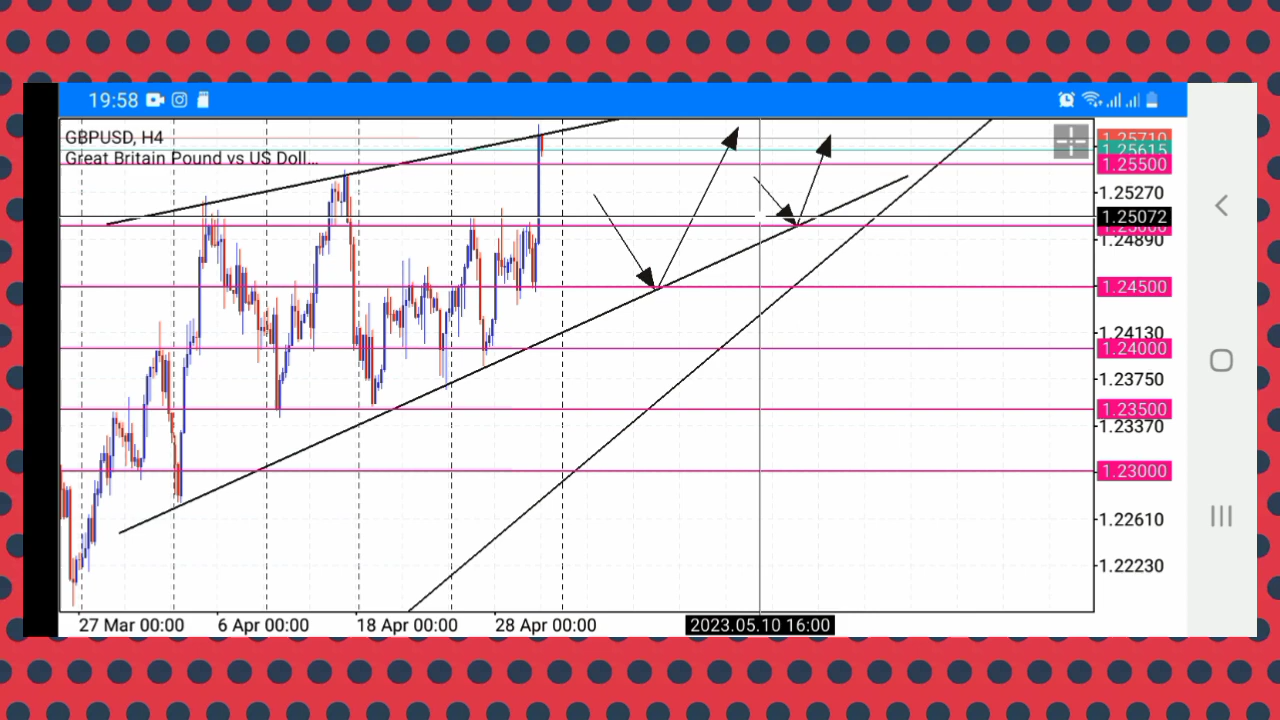 19:58
GBPUSD, H4
Great Britain Pound vs US Doll...
1.25710
1.25615
1.25500
1.25270
1.25072
1.24890
1.24500
1.24130
1.24000
1.23750
1.23500
1.23370
1.23000
1.22610
1.22230
27 Mar 00:00
6 Apr 00:00
18 Apr 00:00
28 Apr 00:00
2023.05.10 16:00